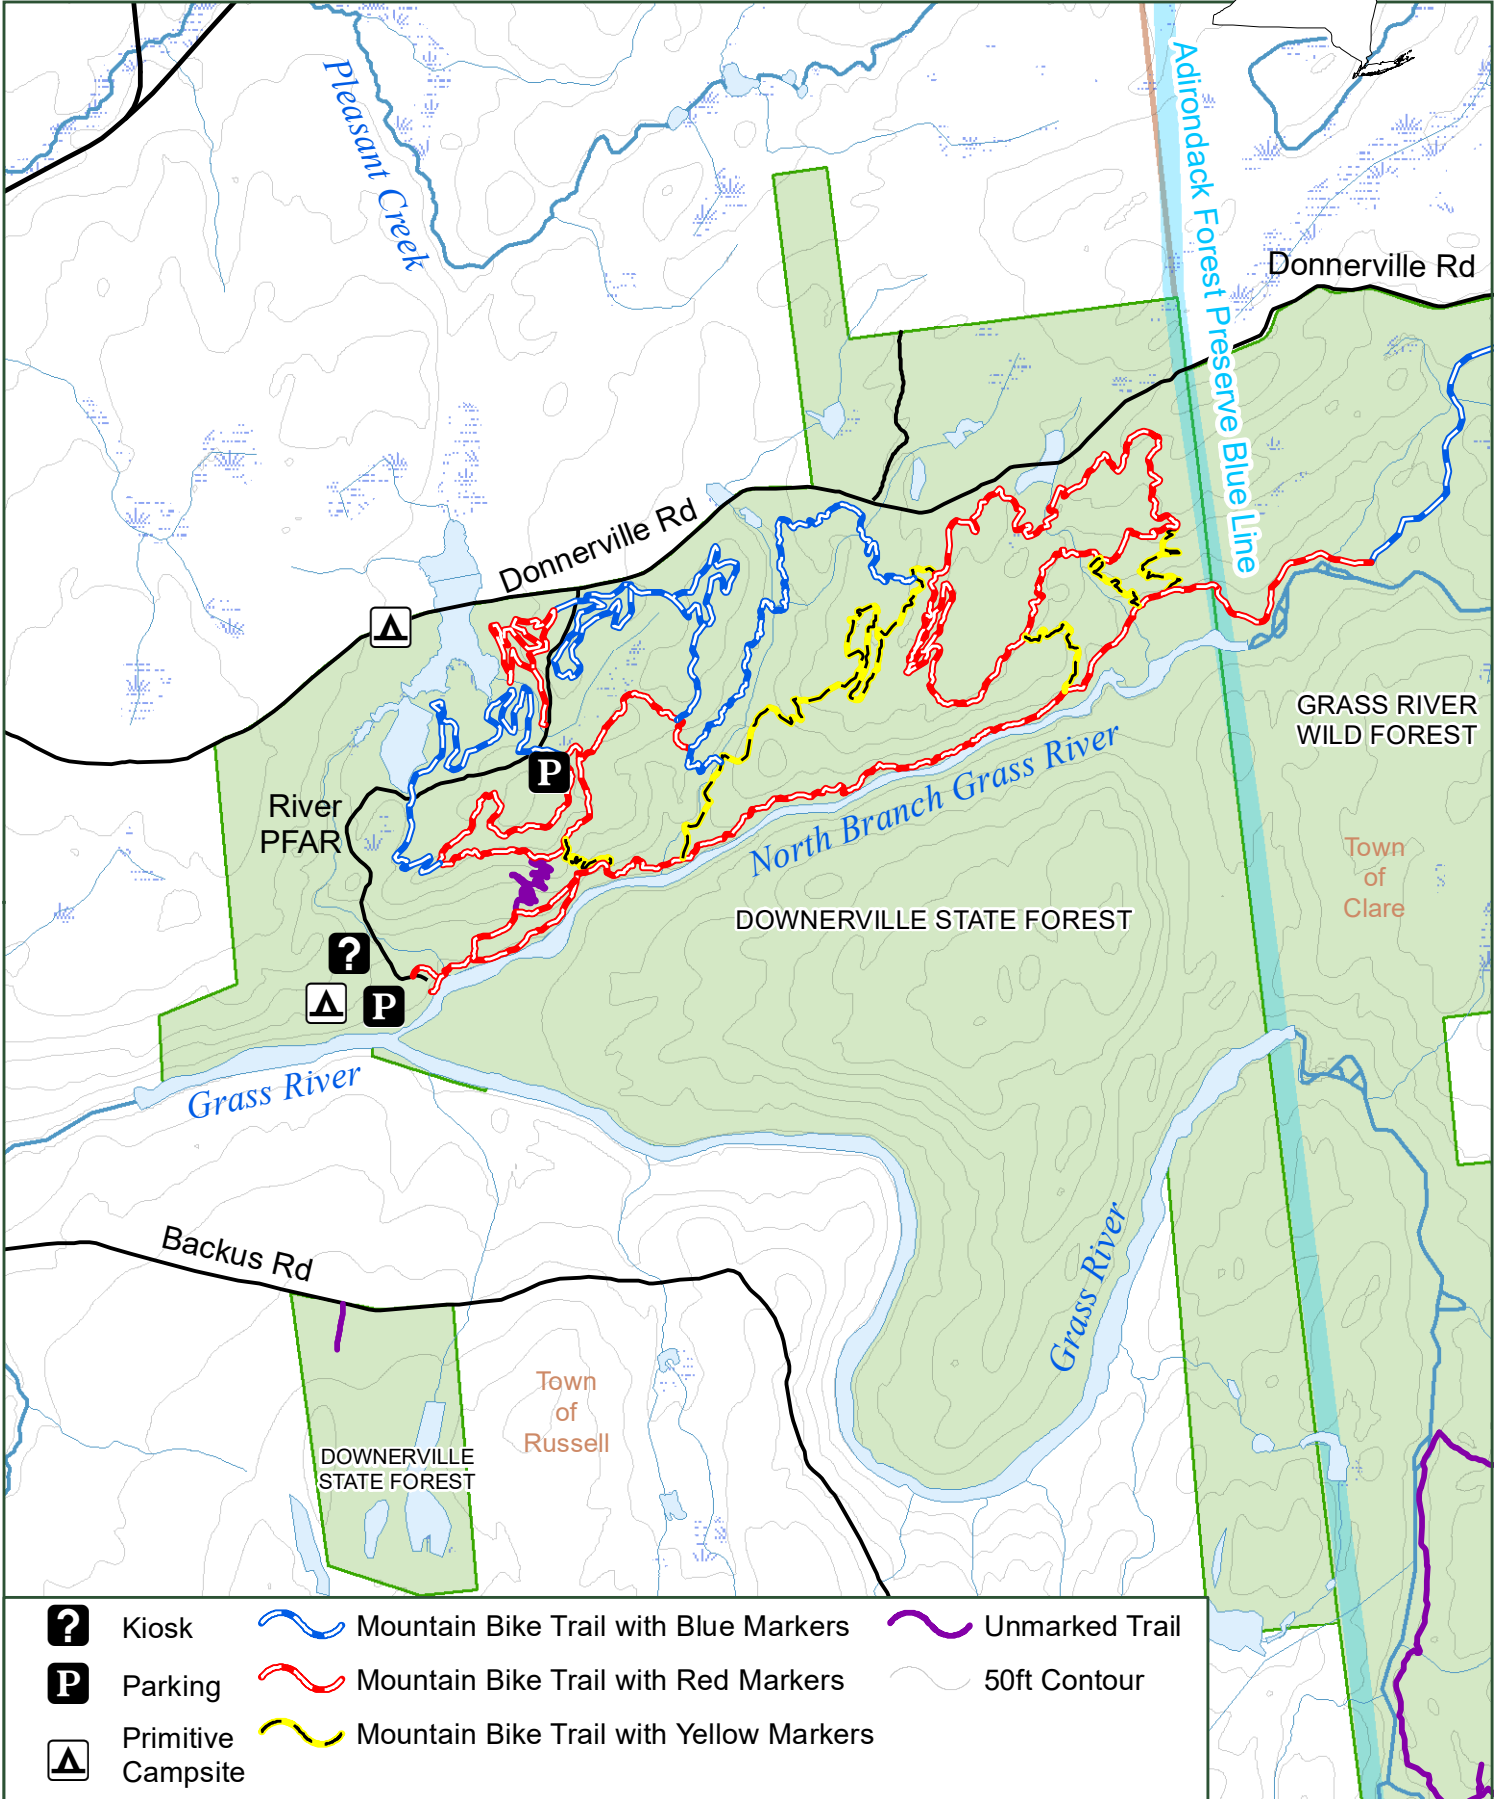 Pleasant Creek
Adirondack Forest Preserve Blue Line
Donnerville Rd
Donnerville Rd
GRASS RIVER
WILD FOREST
River
PFAR
North Branch Grass River
Town
of
Clare
DOWNERVILLE STATE FOREST
?
P
P
Grass River
Grass River
Backus Rd
Town
of
Russell
DOWNERVILLE
STATE FOREST
? Kiosk
P Parking
Primitive
Campsite
Mountain Bike Trail with Blue Markers
Mountain Bike Trail with Red Markers
Mountain Bike Trail with Yellow Markers
Unmarked Trail
50ft Contour